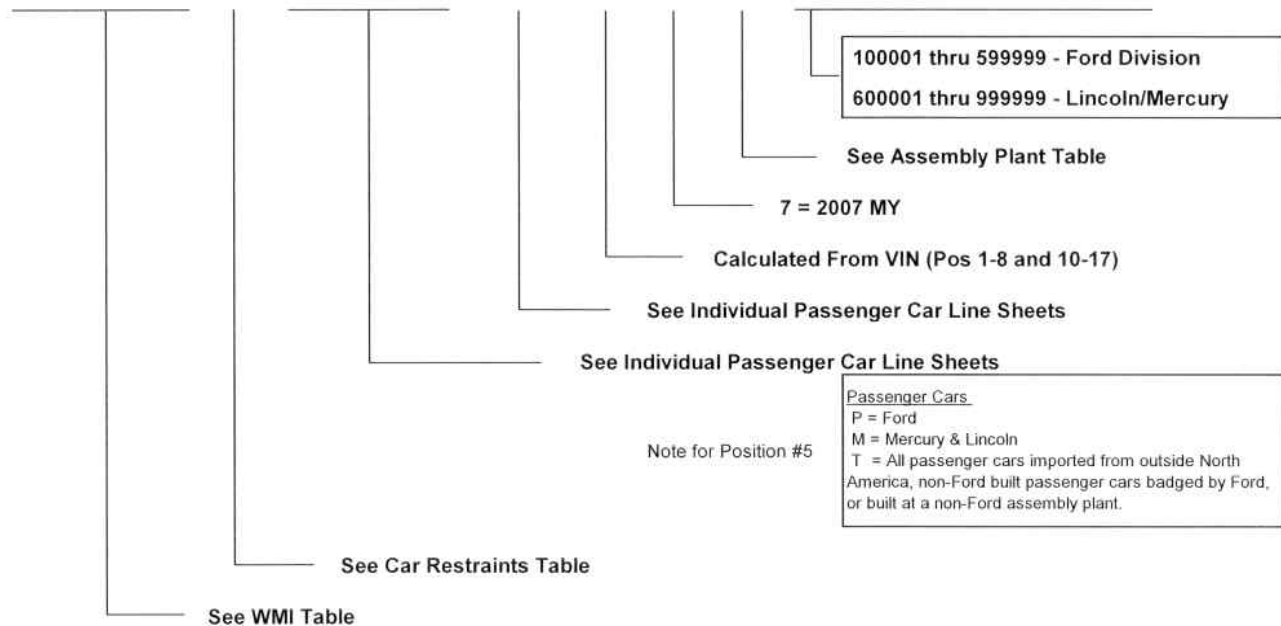 100001 thru 599999 - Ford Division
600001 thru 999999 - Lincoln/Mercury
See Assembly Plant Table
7 = 2007 MY
Calculated From VIN (Pos 1-8 and 10-17)
See Individual Passenger Car Line Sheets
See Individual Passenger Car Line Sheets
Note for Position #5
Passenger Cars
P = Ford
M = Mercury & Lincoln
T = All passenger cars imported from outside North
America, non-Ford built passenger cars badged by Ford,
or built at a non-Ford assembly plant.
See Car Restraints Table
See WMI Table